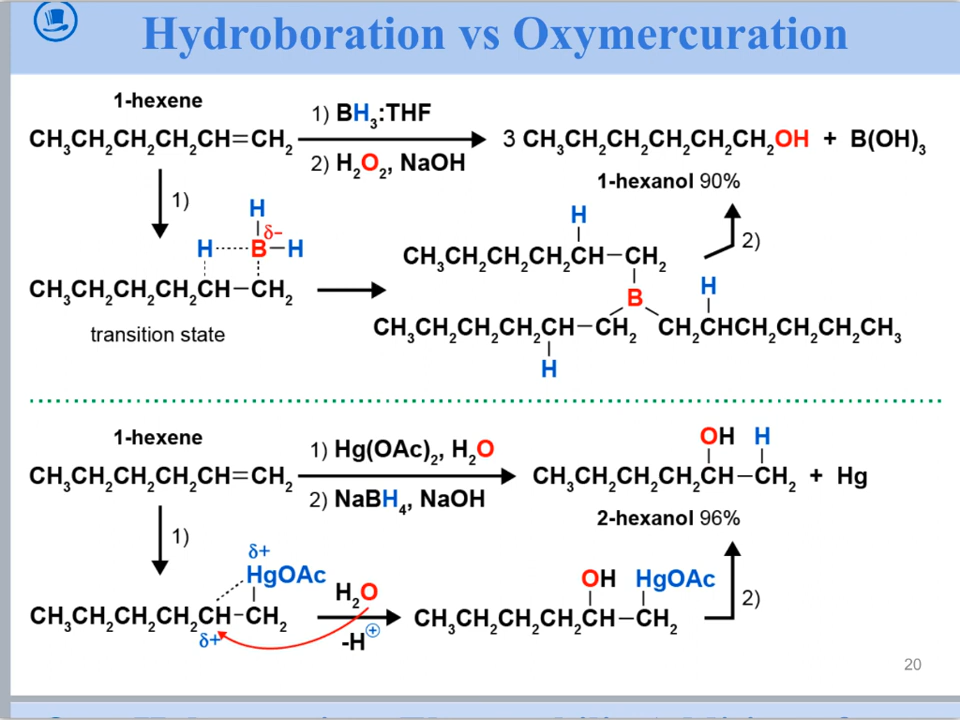 Hydroboration vs Oxymercuration
1-hexene
CH₃CH₂CH₂CH₂CH=CH₂
1) BH₃:THF
2) H₂O₂, NaOH
3 CH₃CH₂CH₂CH₂CH₂CH₂OH + B(OH)₃
1-hexanol 90%
1)
H
δ−
H B−H
CH₃CH₂CH₂CH₂CH−CH₂
transition state
H
CH₃CH₂CH₂CH₂CH−CH₂
B
H
CH₃CH₂CH₂CH₂CH−CH₂ CH₂CHCH₂CH₂CH₂CH₃
H
2)
1-hexene
CH₃CH₂CH₂CH₂CH=CH₂
1) Hg(OAc)₂, H₂O
2) NaBH₄, NaOH
OH H
CH₃CH₂CH₂CH₂CH−CH₂ + Hg
2-hexanol 96%
1)
δ+
HgOAc
CH₃CH₂CH₂CH₂CH−CH₂
δ+
H₂O
-H⊕
OH HgOAc
CH₃CH₂CH₂CH₂CH−CH₂
2)
20